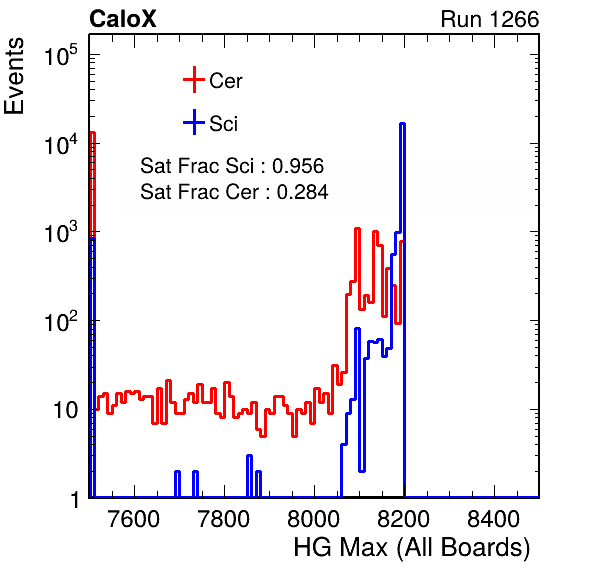 CaloX Run 1266
Events
Cer
Sci
Sat Frac Sci : 0.956
Sat Frac Cer : 0.284
10^5
10^4
10^3
10^2
10
1
7600 7800 8000 8200 8400
HG Max (All Boards)